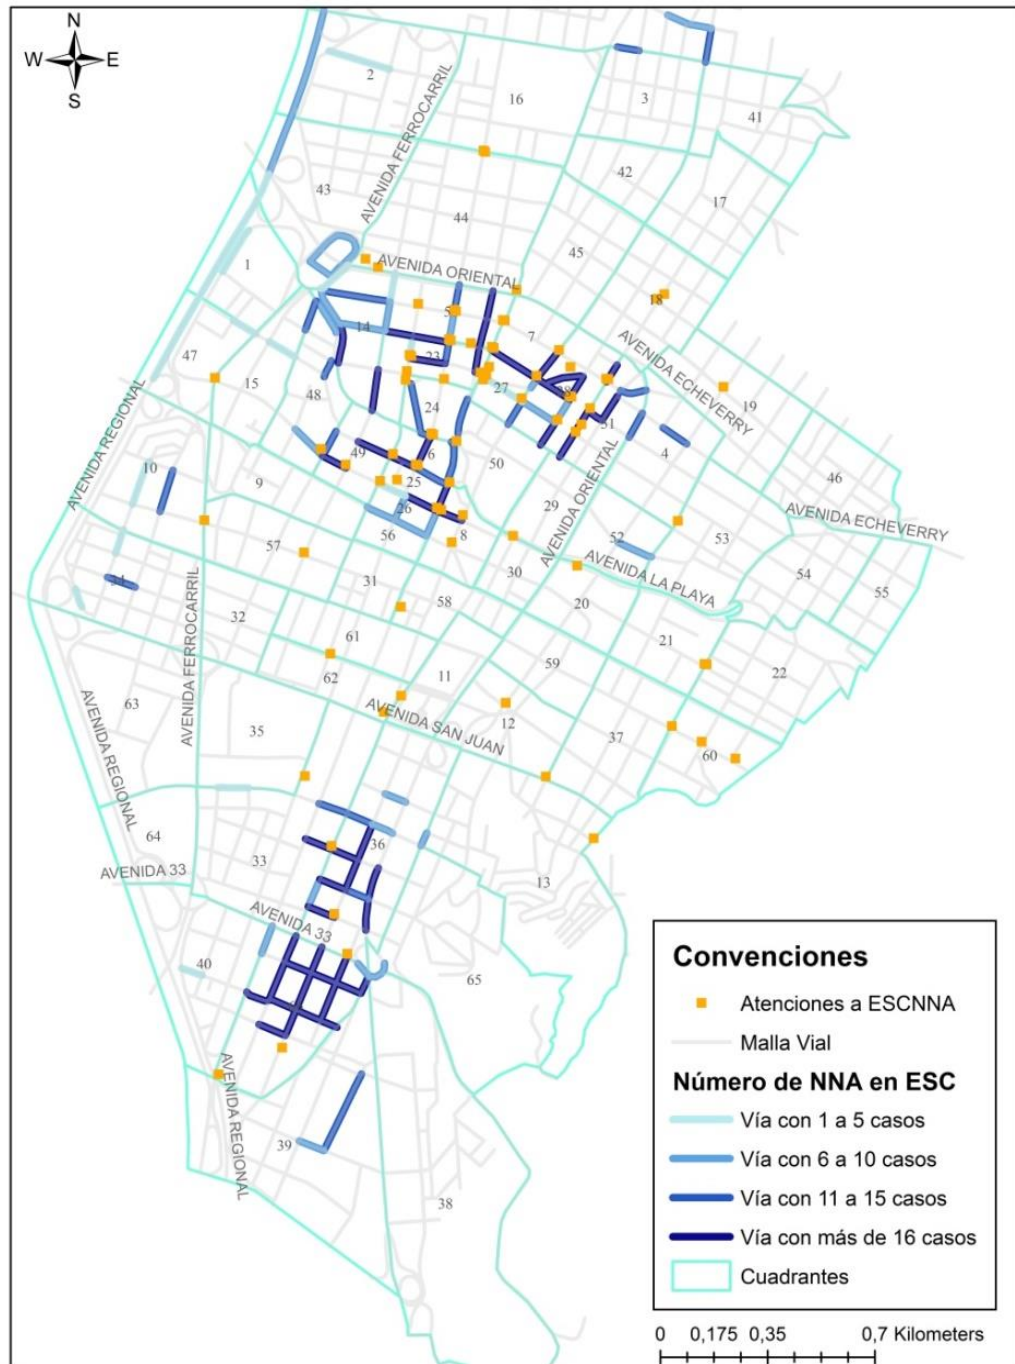 N
W E
S
2
16
3
41
AVENIDA FERROCARRIL
42
17
43
44
45
AVENIDA ORIENTAL
1
18
5
14
7
23
AVENIDA ECHEVERRY
47
15
48
27
28
19
24
51
AVENIDA REGIONAL
6
4
49
50
10
9
25
46
26
29
AVENIDA ORIENTAL
AVENIDA ECHEVERRY
56
8
52
53
57
30
AVENIDA LA PLAYA
54
34
31
55
58
20
AVENIDA FERROCARRIL
32
61
21
59
22
62
11
63
12
AVENIDA SAN JUAN
37
35
60
AVENIDA REGIONAL
64
33
36
AVENIDA 33
13
AVENIDA 33
40
65
AVENIDA REGIONAL
39
38
Convenciones
Atenciones a ESCNNA
Malla Vial
Número de NNA en ESC
Vía con 1 a 5 casos
Vía con 6 a 10 casos
Vía con 11 a 15 casos
Vía con más de 16 casos
Cuadrantes
0 0,175 0,35 0,7 Kilometers